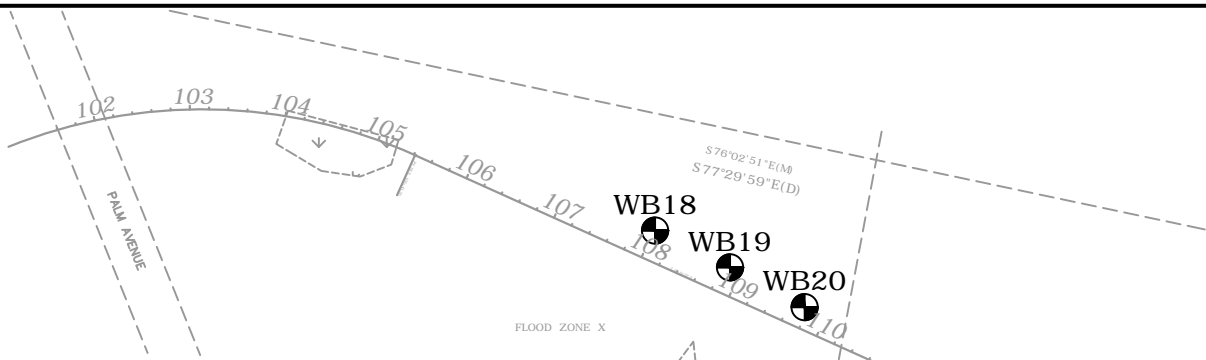 102
103
104
105
106
107
108
109
110
PALM AVENUE
S76°02'51"E(M)
S77°29'59"E(D)
WB18
WB19
WB20
FLOOD ZONE X